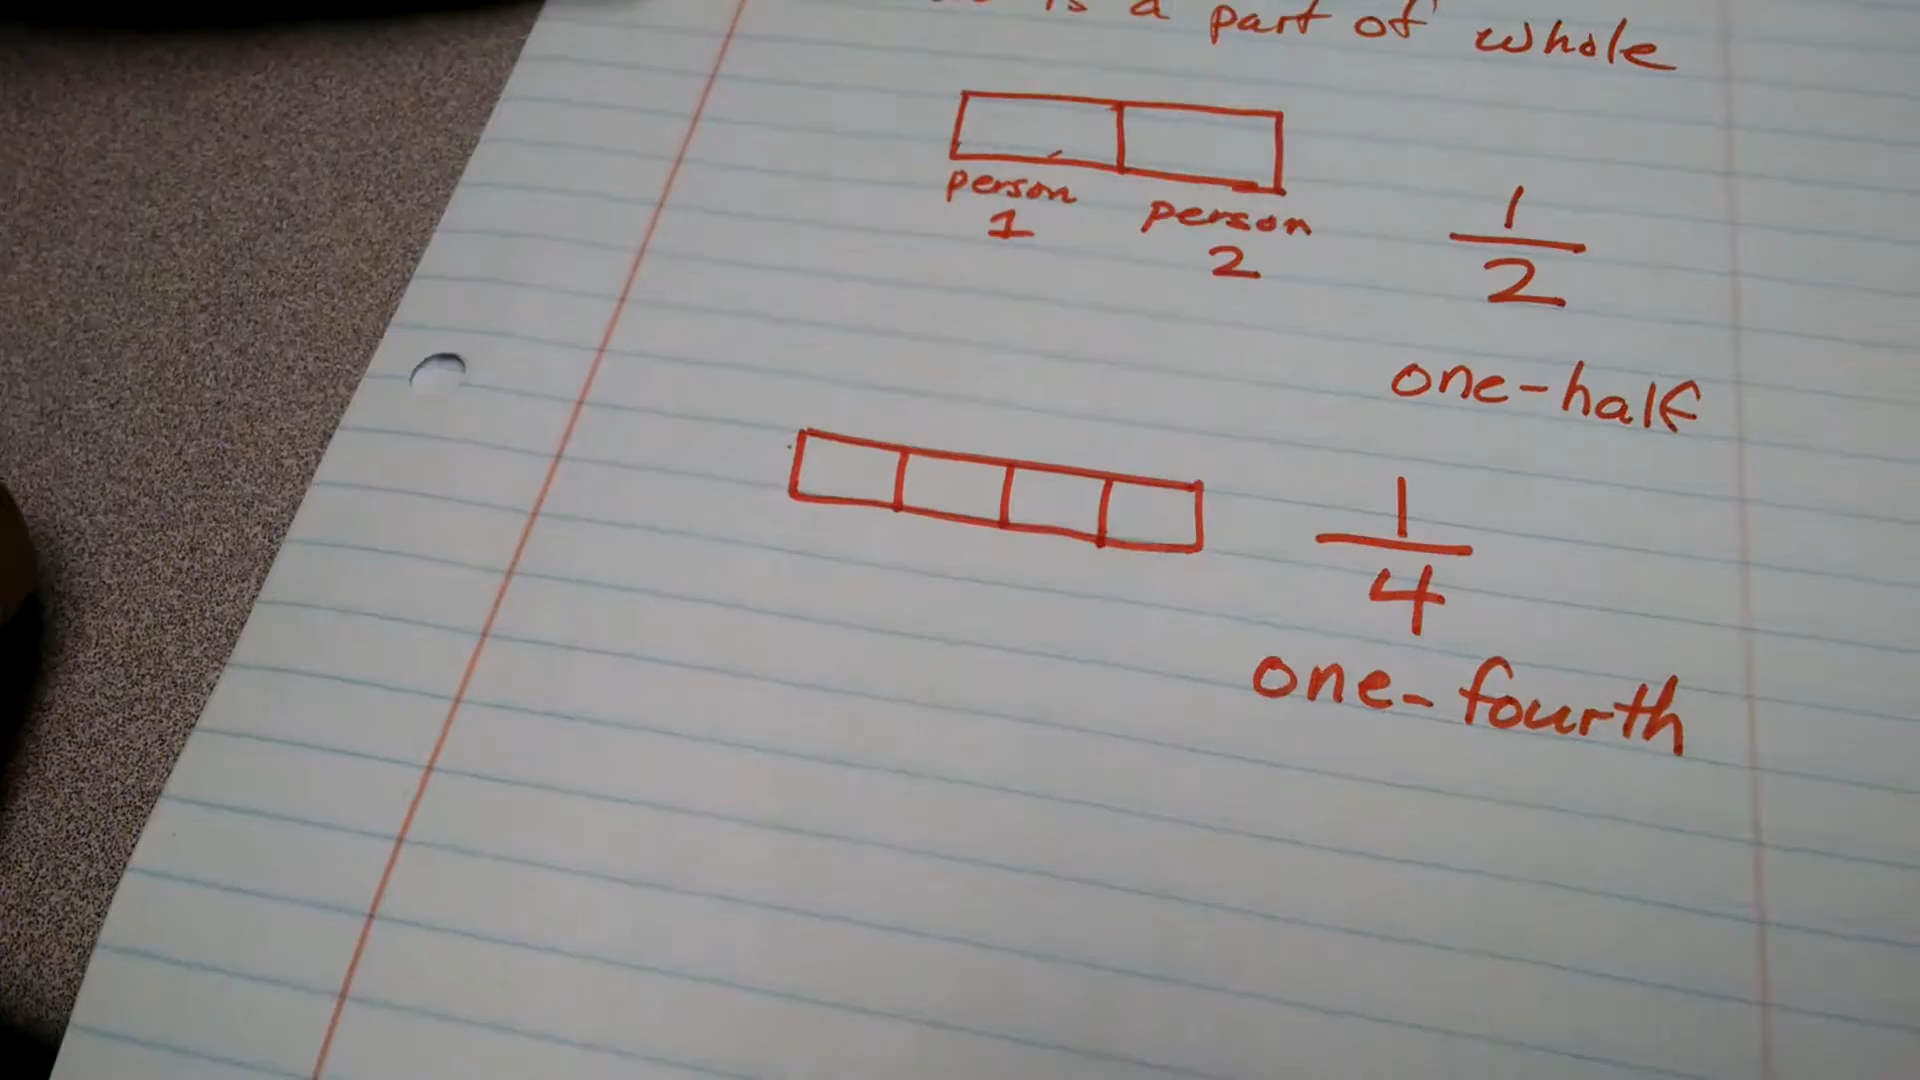 is a part of whole
person person
1 2
1
2
one-half
1
4
one-fourth